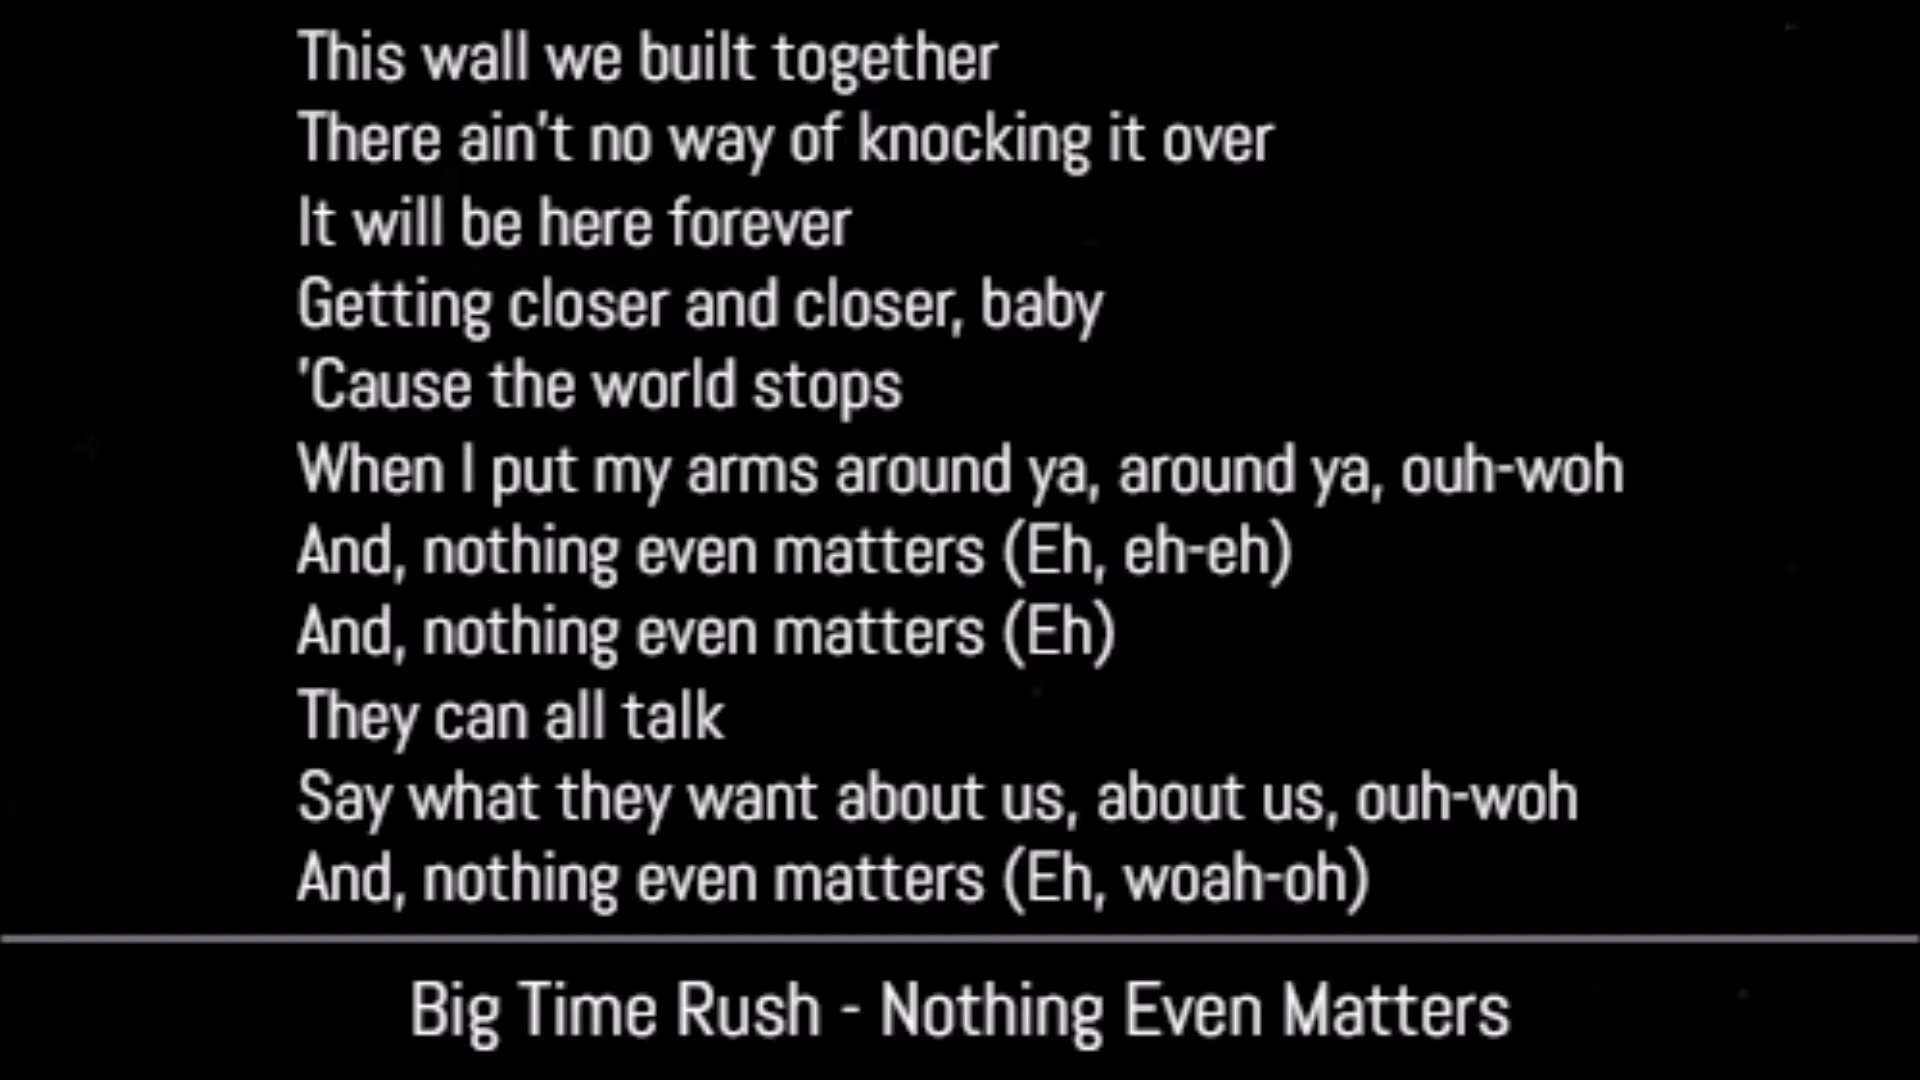 This wall we built together
There ain't no way of knocking it over
It will be here forever
Getting closer and closer, baby
'Cause the world stops
When I put my arms around ya, around ya, ouh-woh
And, nothing even matters (Eh, eh-eh)
And, nothing even matters (Eh)
They can all talk
Say what they want about us, about us, ouh-woh
And, nothing even matters (Eh, woah-oh)
Big Time Rush - Nothing Even Matters